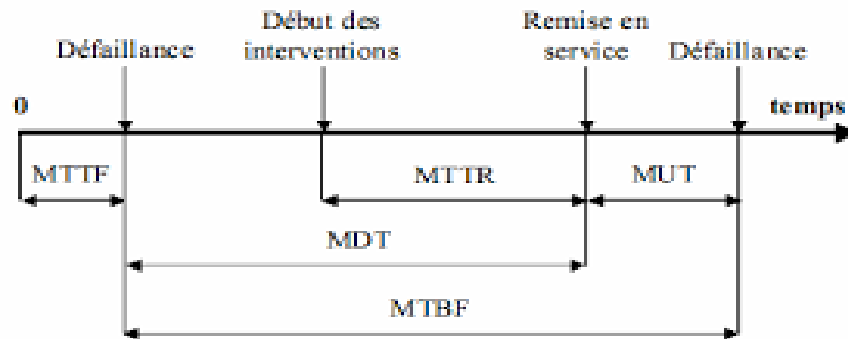 Début des
interventions
Remise en
service
Défaillance
Défaillance
0
temps
MTTF
MTTR
MUT
MDT
MTBF